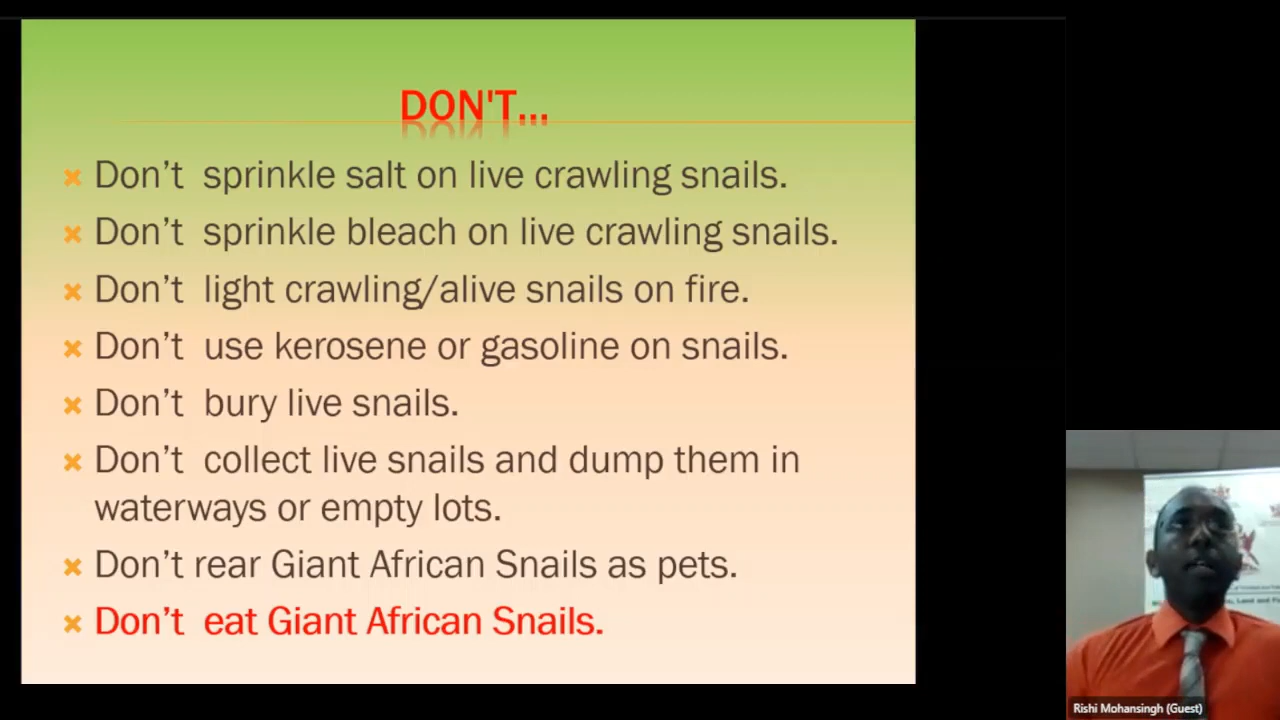 DON'T...
Don't sprinkle salt on live crawling snails.
Don't sprinkle bleach on live crawling snails.
Don't light crawling/alive snails on fire.
Don't use kerosene or gasoline on snails.
Don't bury live snails.
Don't collect live snails and dump them in
waterways or empty lots.
Don't rear Giant African Snails as pets.
Don't eat Giant African Snails.
Land and
Rishi Mohansingh (Guest)